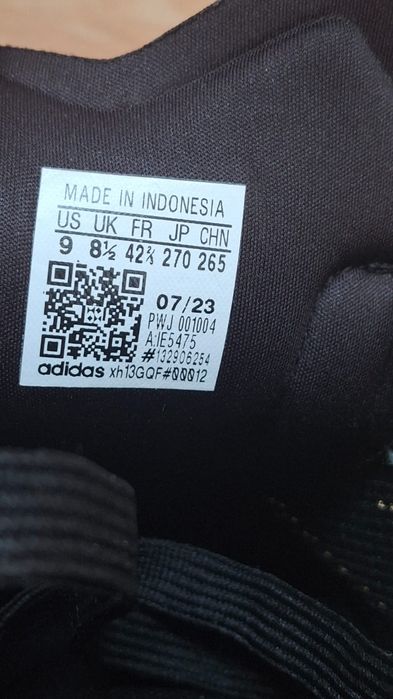 MADE IN INDONESIA
US UK FR JP CHN
9 8½ 42⅔ 270 265
07/23
PWJ 001004
A:IE5475
#132906254
adidas xh13GQF#00012